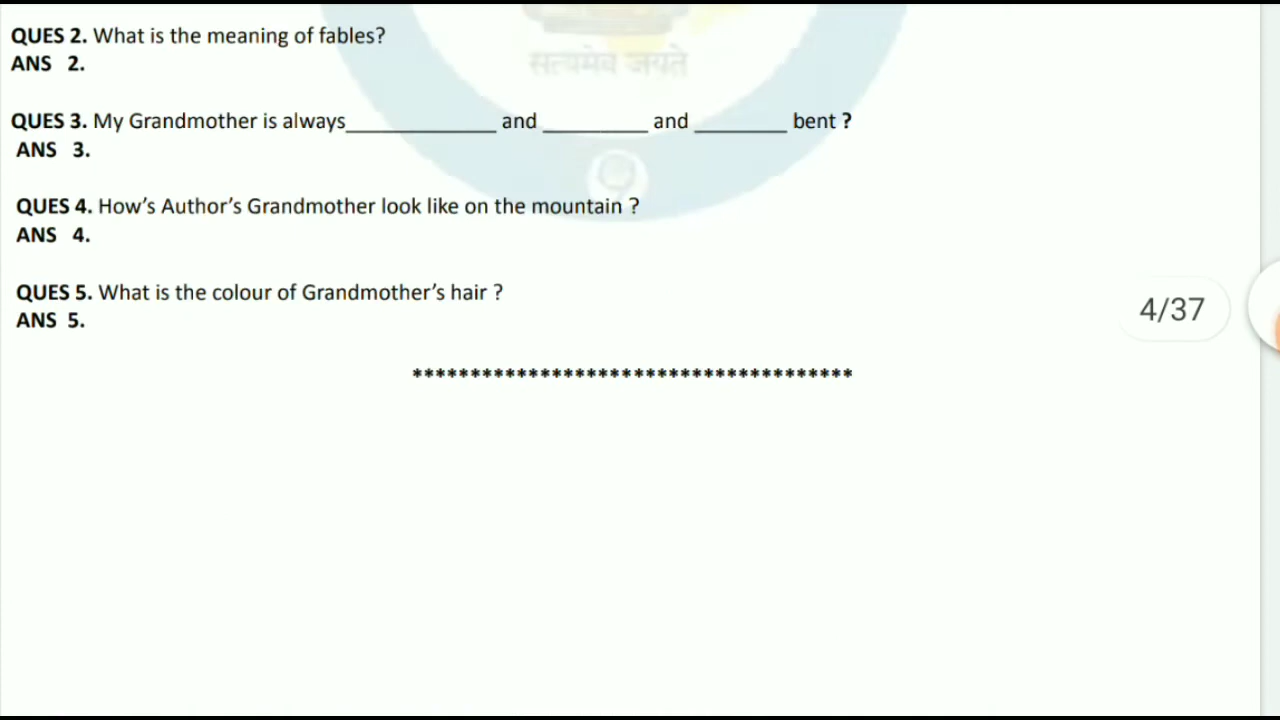 सत्यमेव जयते
QUES 2. What is the meaning of fables?
ANS 2.
QUES 3. My Grandmother is always_____________ and _________ and ________ bent ?
ANS 3.
QUES 4. How’s Author’s Grandmother look like on the mountain ?
ANS 4.
QUES 5. What is the colour of Grandmother’s hair ?
ANS 5.
4/37
**************************************